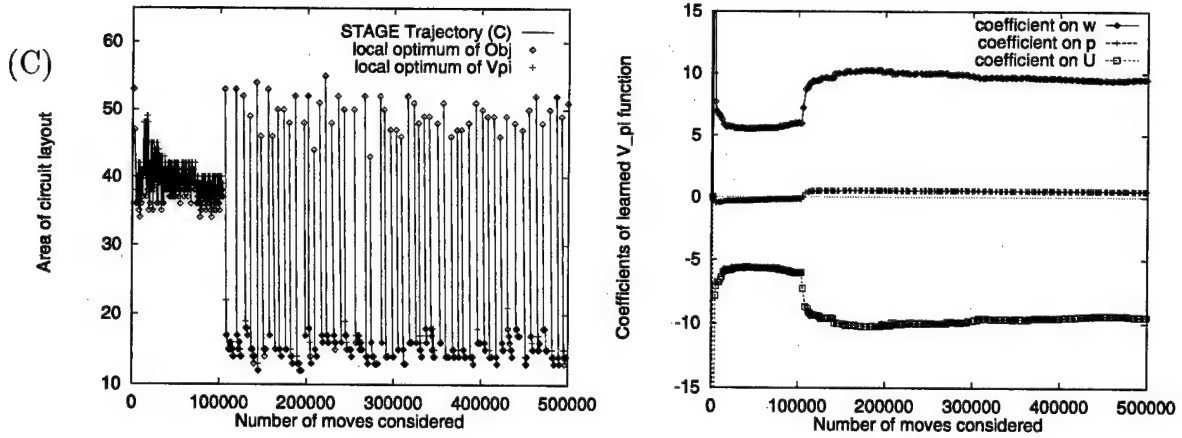 (C)
Area of circuit layout
60
50
40
30
20
10
STAGE Trajectory (C)
local optimum of Obj
local optimum of Vpi
0
100000
200000
300000
400000
500000
Number of moves considered
Coefficients of learned V_pi function
15
10
5
0
-5
-10
-15
coefficient on w
coefficient on p
coefficient on U
0
100000
200000
300000
400000
500000
Number of moves considered